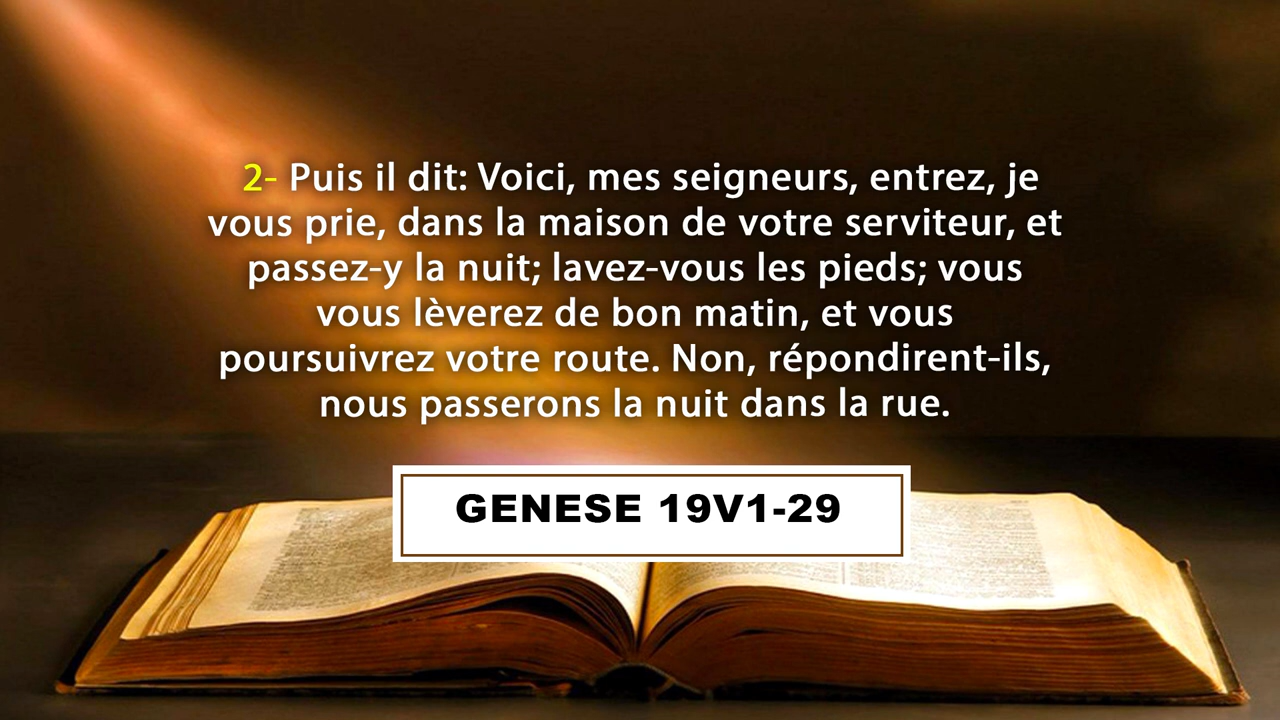 2- Puis il dit: Voici, mes seigneurs, entrez, je
vous prie, dans la maison de votre serviteur, et
passez-y la nuit; lavez-vous les pieds; vous
vous lèverez de bon matin, et vous
poursuivrez votre route. Non, répondirent-ils,
nous passerons la nuit dans la rue.
GENESE 19V1-29